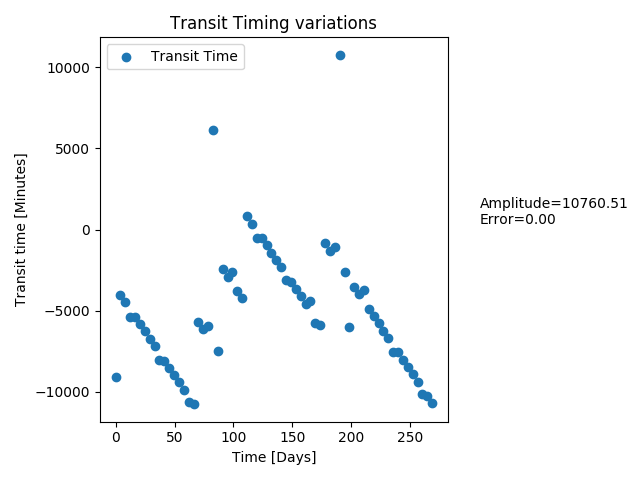 Transit Timing variations
Transit Time
10000
5000
0
−5000
−10000
Transit time [Minutes]
0
50
100
150
200
250
Time [Days]
Amplitude=10760.51
Error=0.00